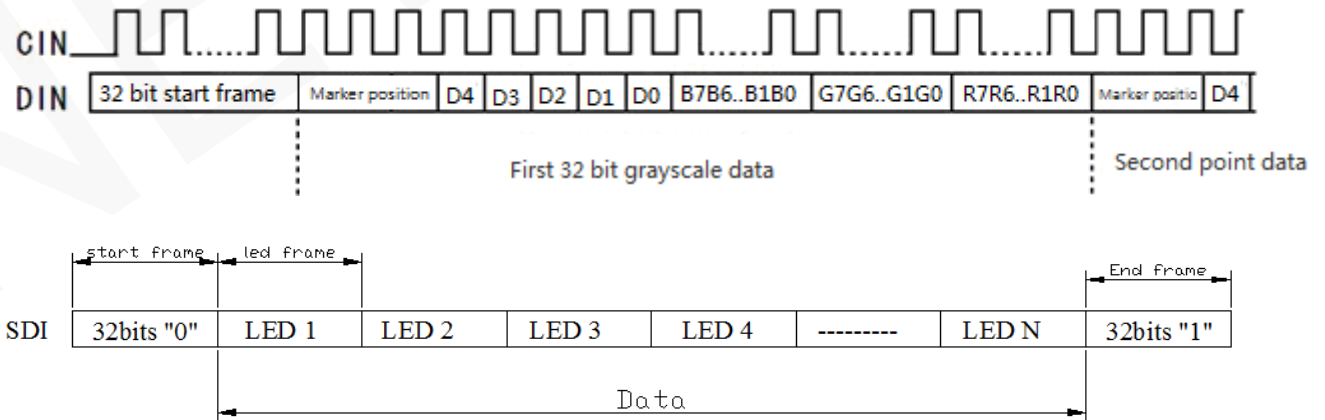 CIN
DIN 32 bit start frame Marker position D4 D3 D2 D1 D0 B7B6..B1B0 G7G6..G1G0 R7R6..R1R0 Marker positio D4
First 32 bit grayscale data
Second point data
start frame led frame End frame
SDI 32bits "0" LED 1 LED 2 LED 3 LED 4 --------- LED N 32bits "1"
Data